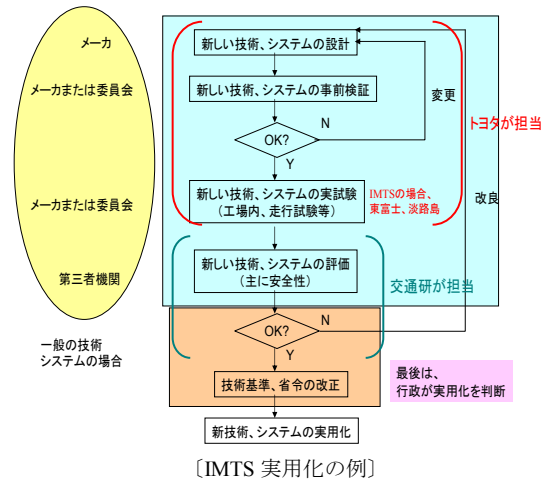 メーカ
新しい技術、システムの設計
メーカまたは委員会
新しい技術、システムの事前検証
変更
N
OK?
トヨタが担当
Y
メーカまたは委員会
新しい技術、システムの実試験
（工場内、走行試験等）
IMTSの場合、
東富士、淡路島
改良
第三者機関
新しい技術、システムの評価
（主に安全性）
交通研が担当
N
OK?
Y
一般の技術
システムの場合
技術基準、省令の改正
最後は、
行政が実用化を判断
新技術、システムの実用化
〔IMTS 実用化の例〕